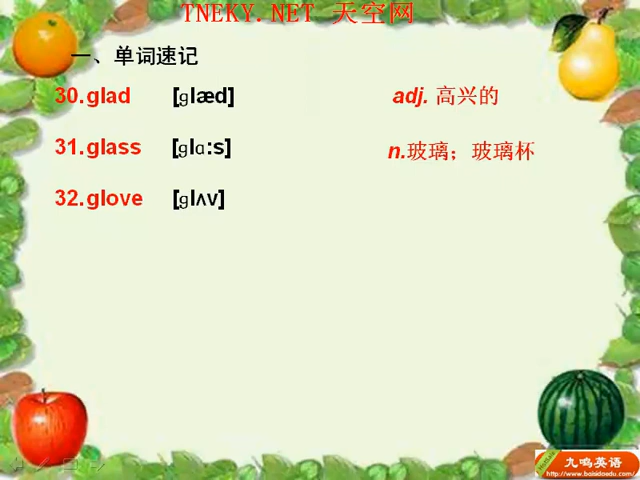 TNEKY.NET 天空网
一、单词速记
30.glad [ɡlæd] adj. 高兴的
31.glass [ɡlɑ:s] n.玻璃；玻璃杯
32.glove [ɡlʌv]
九鸣英语